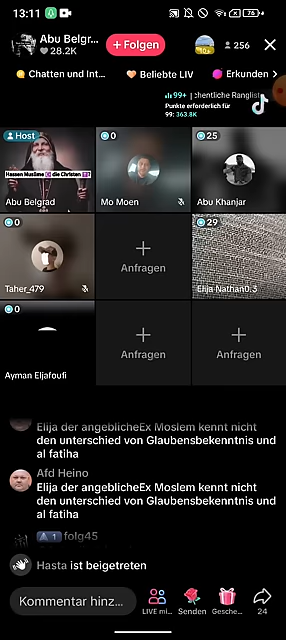 13:11
76
Abu Belgr...
28.2K
+ Folgen
256
Chatten und Int...
Beliebte LIV
Erkunden
99+
:hentliche Ranglist
Punkte erforderlich für
99: 363.8K
Host
0
25
Hassen Muslime die Christen
Abu Belgrad
Mo Moen
Abu Khanjar
0
29
Anfragen
Taher_479
Elija Nathan0.3
0
Anfragen
Anfragen
Ayman Eljafoufi
Elija der angeblicheEx Moslem kennt nicht
den unterschied von Glaubensbekenntnis und
al fatiha
Afd Heino
Elija der angeblicheEx Moslem kennt nicht
den unterschied von Glaubensbekenntnis und
al fatiha
1 folg45
Hasta ist beigetreten
Kommentar hinz...
LIVE mi...
Senden
Gesche...
24